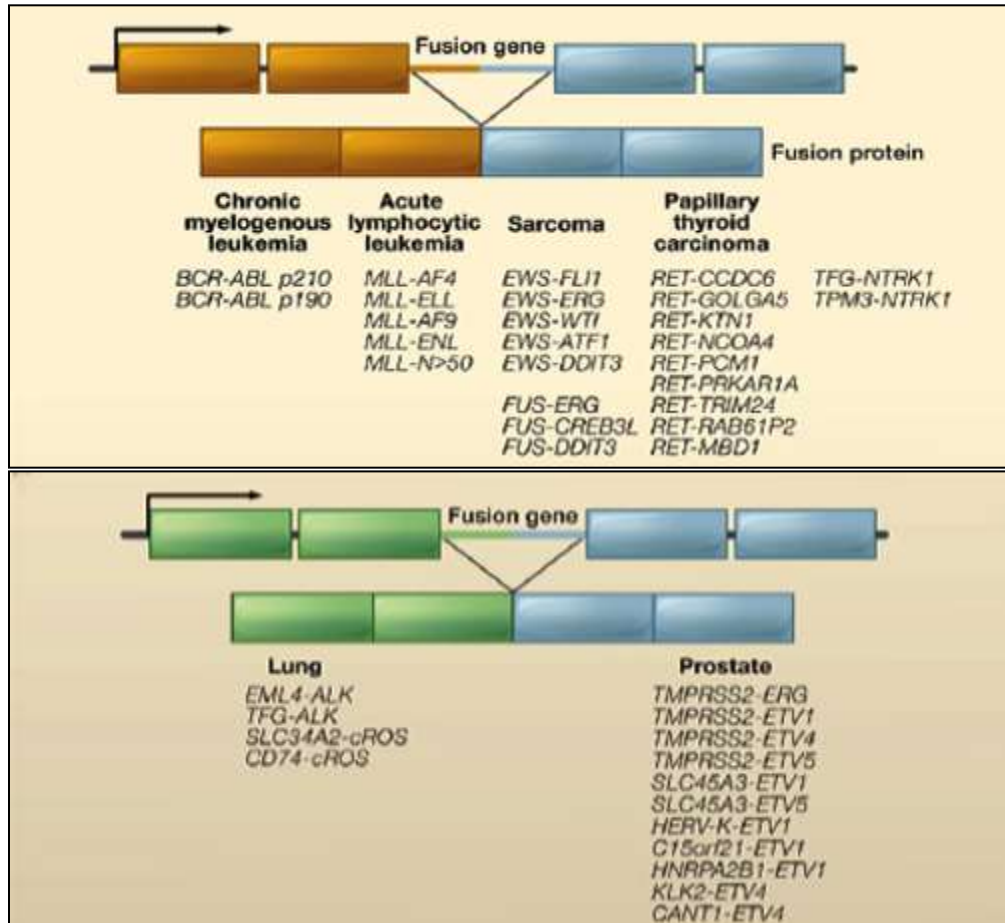 Fusion gene
Fusion protein
Chronic
myelogenous
leukemia
BCR-ABL p210
BCR-ABL p190
Acute
lymphocytic
leukemia
MLL-AF4
MLL-ELL
MLL-AF9
MLL-ENL
MLL-N>50
Sarcoma
EWS-FLI1
EWS-ERG
EWS-WTI
EWS-ATF1
EWS-DDIT3
FUS-ERG
FUS-CREB3L
FUS-DDIT3
Papillary
thyroid
carcinoma
RET-CCDC6
RET-GOLGA5
RET-KTN1
RET-NCOA4
RET-PCM1
RET-PRKAR1A
RET-TRIM24
RET-RAB61P2
RET-MBD1
TFG-NTRK1
TPM3-NTRK1
Fusion gene
Lung
EML4-ALK
TFG-ALK
SLC34A2-cROS
CD74-cROS
Prostate
TMPRSS2-ERG
TMPRSS2-ETV1
TMPRSS2-ETV4
TMPRSS2-ETV5
SLC45A3-ETV1
SLC45A3-ETV5
HERV-K-ETV1
C15orf21-ETV1
HNRPA2B1-ETV1
KLK2-ETV4
CANT1-ETV4